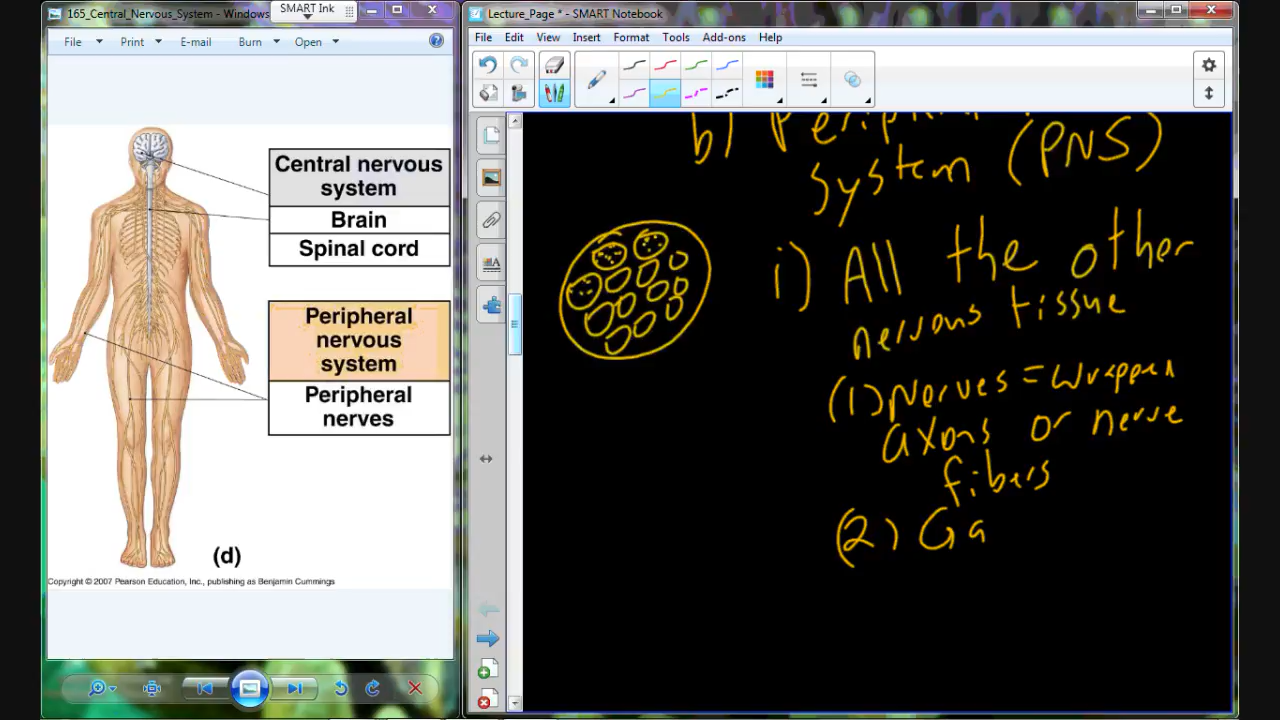 165_Central_Nervous_System - Windows
SMART Ink
File Print E-mail Burn Open
Central nervous
system
Brain
Spinal cord
Peripheral
nervous
system
Peripheral
nerves
(d)
Copyright © 2007 Pearson Education, Inc., publishing as Benjamin Cummings
Lecture_Page * - SMART Notebook
File Edit View Insert Format Tools Add-ons Help
b)
System (PNS)
i) All the other
nervous tissue
(1) Nerves = wrapped
axons or nerve
fibers
(2) Ga